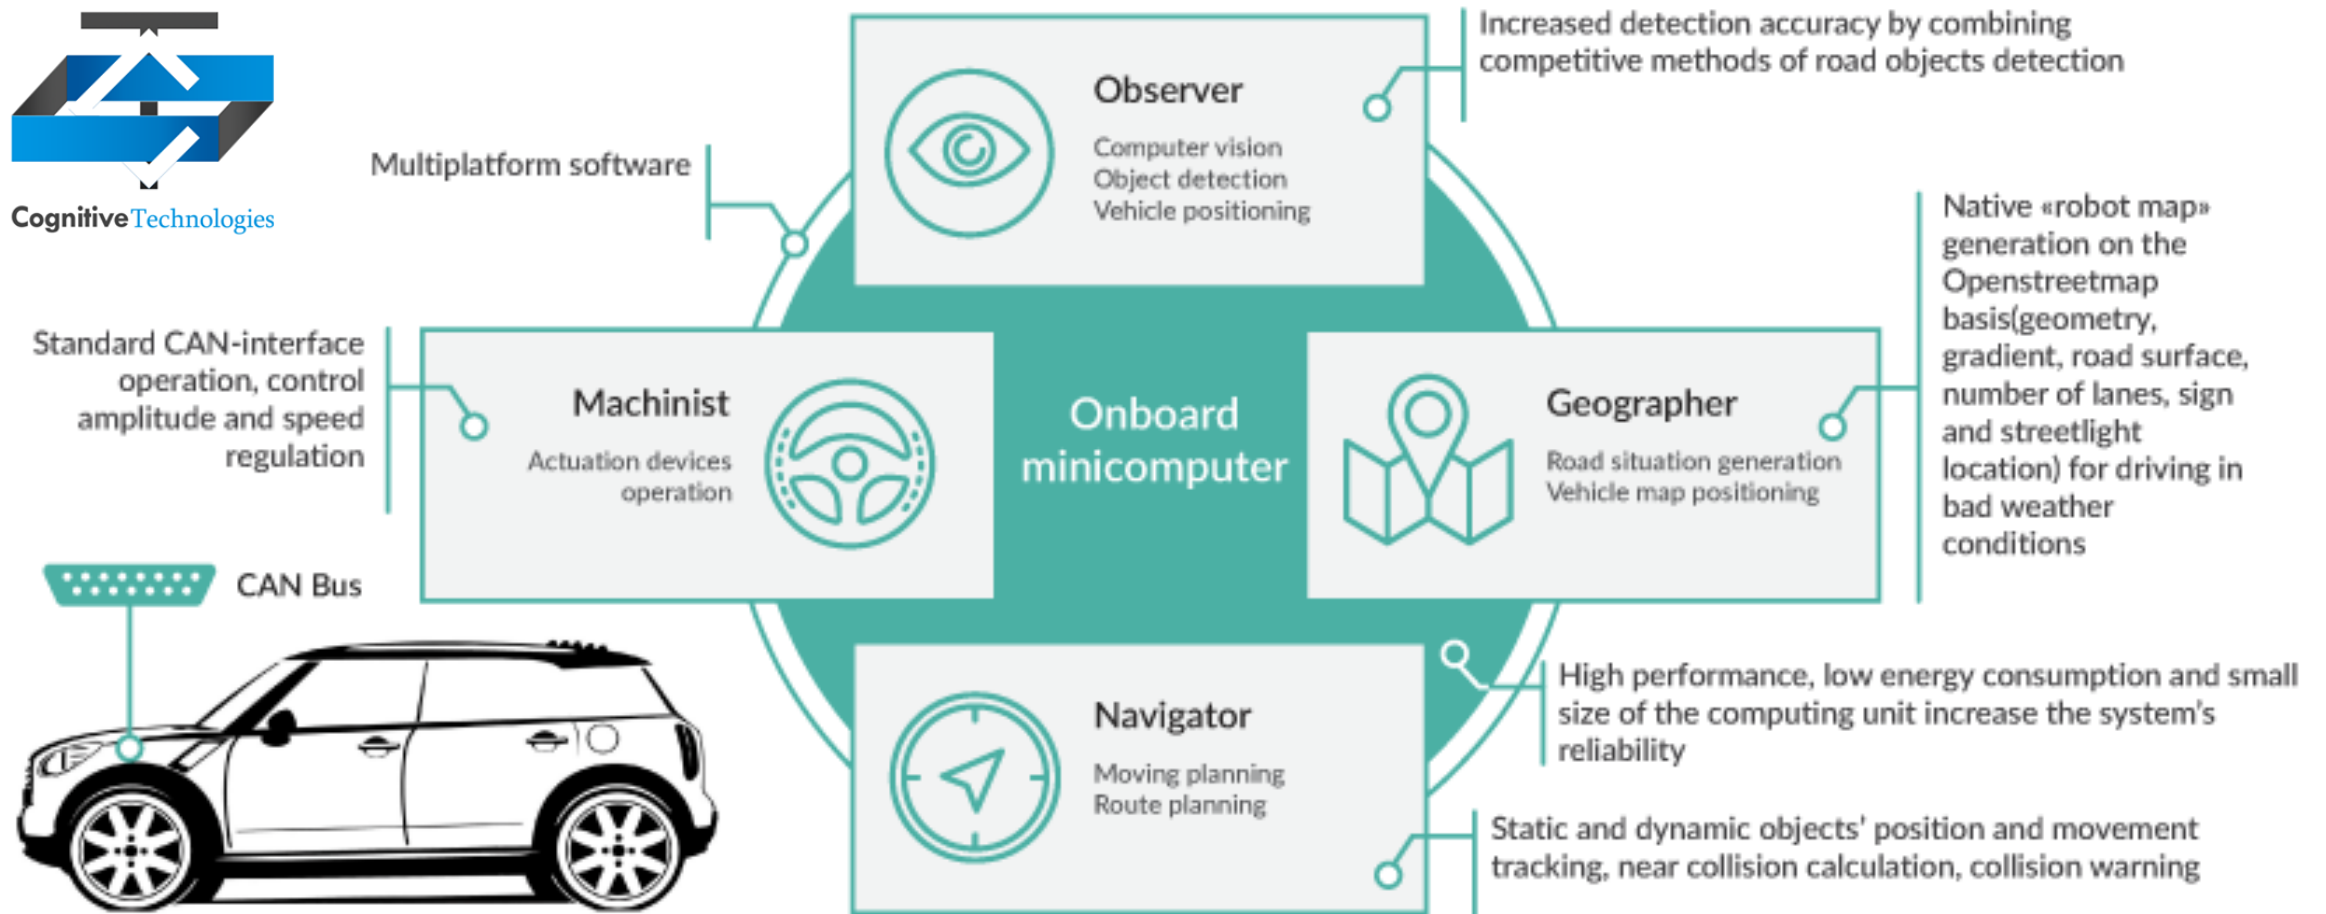 Cognitive Technologies
Multiplatform software
Observer
Computer vision
Object detection
Vehicle positioning
Increased detection accuracy by combining
competitive methods of road objects detection
Standard CAN-interface
operation, control
amplitude and speed
regulation
Machinist
Actuation devices
operation
Onboard
minicomputer
Geographer
Road situation generation
Vehicle map positioning
Native «robot map»
generation on the
Openstreetmap
basis(geometry,
gradient, road surface,
number of lanes, sign
and streetlight
location) for driving in
bad weather
conditions
CAN Bus
Navigator
Moving planning
Route planning
High performance, low energy consumption and small
size of the computing unit increase the system's
reliability
Static and dynamic objects' position and movement
tracking, near collision calculation, collision warning